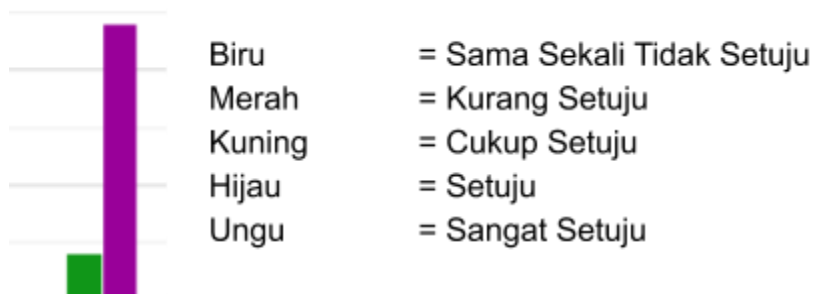 Biru = Sama Sekali Tidak Setuju
Merah = Kurang Setuju
Kuning = Cukup Setuju
Hijau = Setuju
Ungu = Sangat Setuju